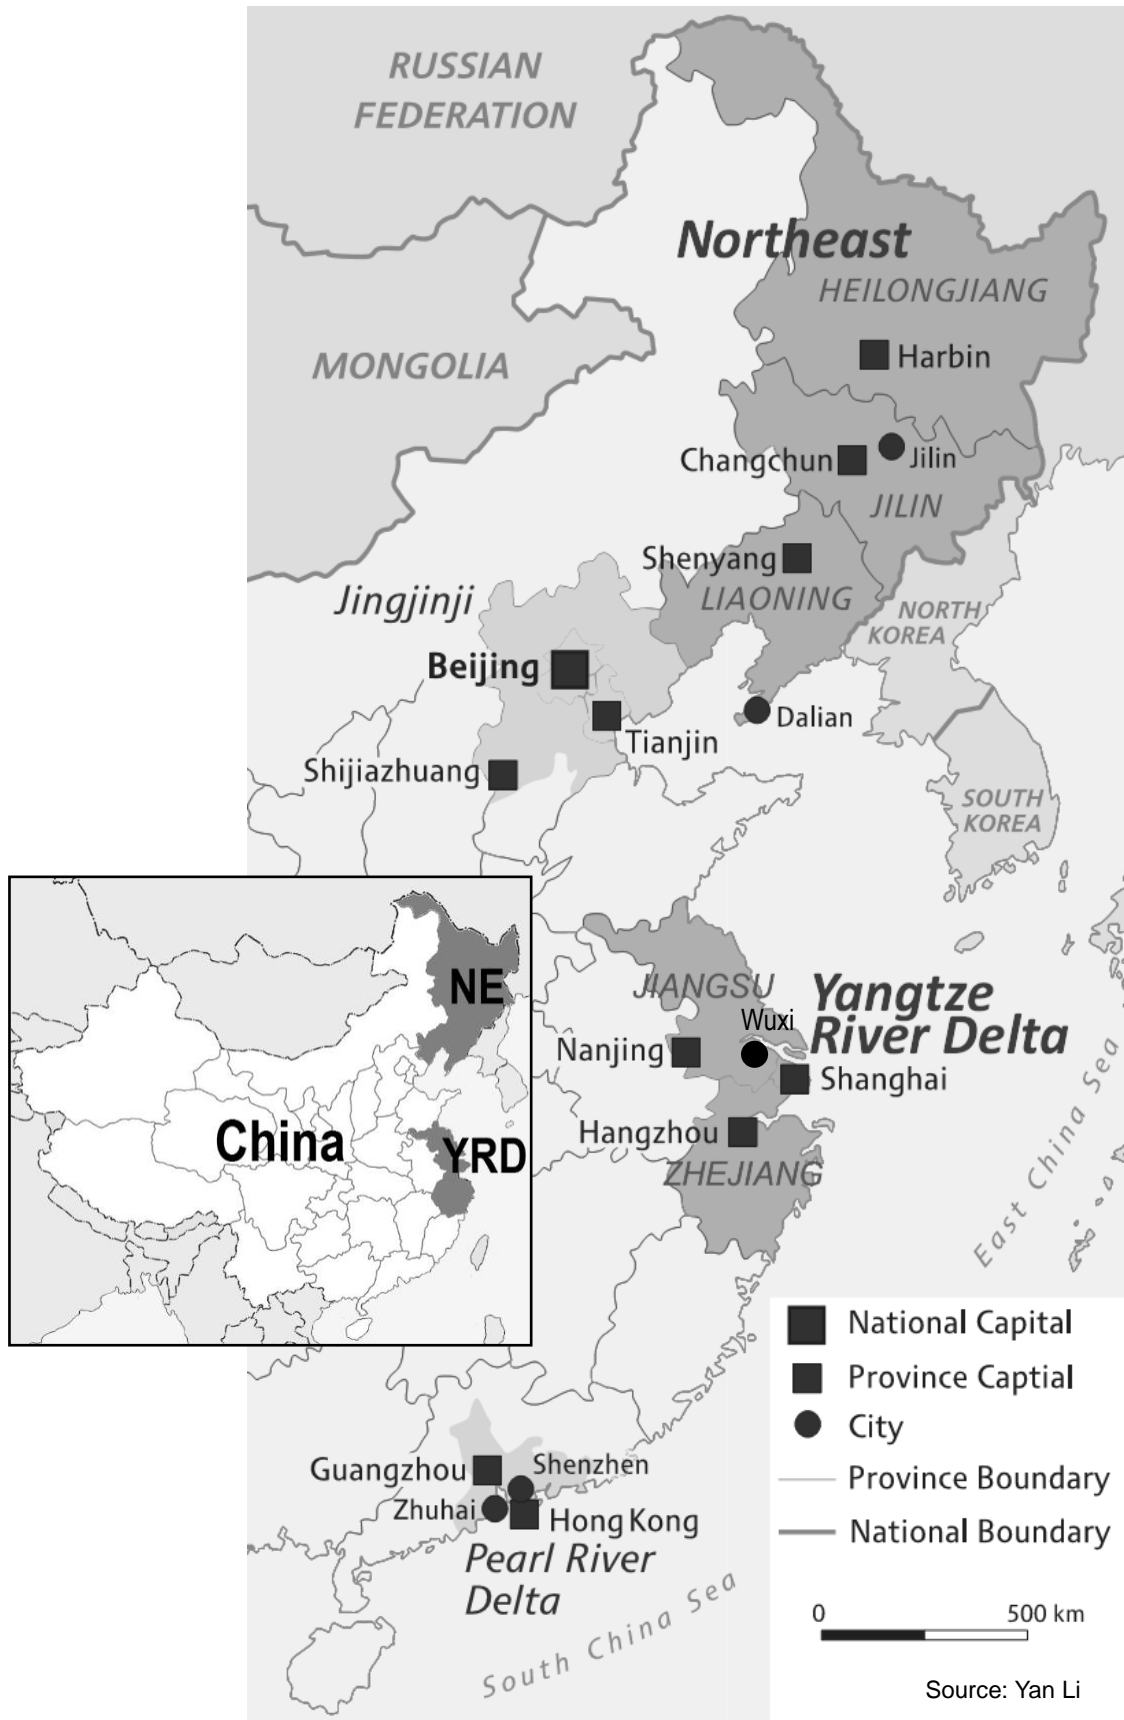 RUSSIAN
FEDERATION
Northeast
HEILONGJIANG
MONGOLIA
Harbin
Changchun
Jilin
JILIN
Shenyang
LIAONING
Jingjinji
NORTH
KOREA
Beijing
Dalian
Tianjin
Shijiazhuang
SOUTH
KOREA
NE
China
YRD
JIANGSU
Yangtze
River Delta
Wuxi
Nanjing
Shanghai
Hangzhou
ZHEJIANG
East China Sea
National Capital
Province Captial
City
Province Boundary
National Boundary
0 500 km
Guangzhou
Shenzhen
Zhuhai
Hong Kong
Pearl River
Delta
South China Sea
Source: Yan Li